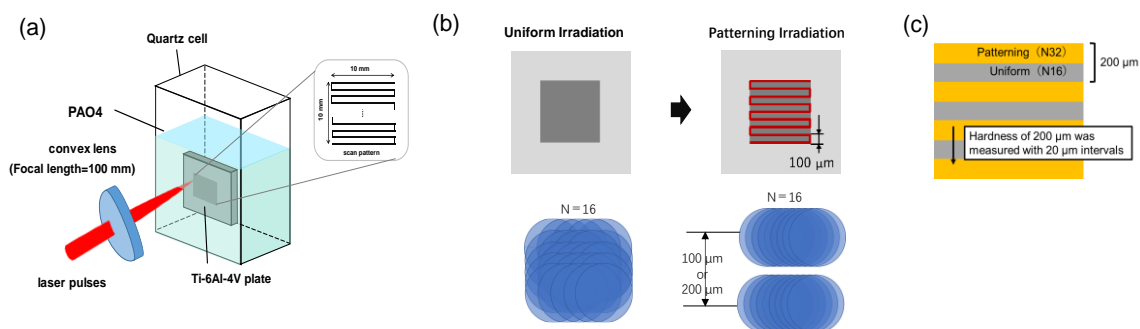 (a)
Quartz cell
PAO4
convex lens
(Focal length=100 mm)
laser pulses
Ti-6Al-4V plate
10 mm
10 mm
scan pattern
(b)
Uniform Irradiation
Patterning Irradiation
100 μm
N = 16
N = 16
100 μm
or
200 μm
(c)
Patterning (N32)
Uniform (N16)
200 μm
Hardness of 200 μm was
measured with 20 μm intervals